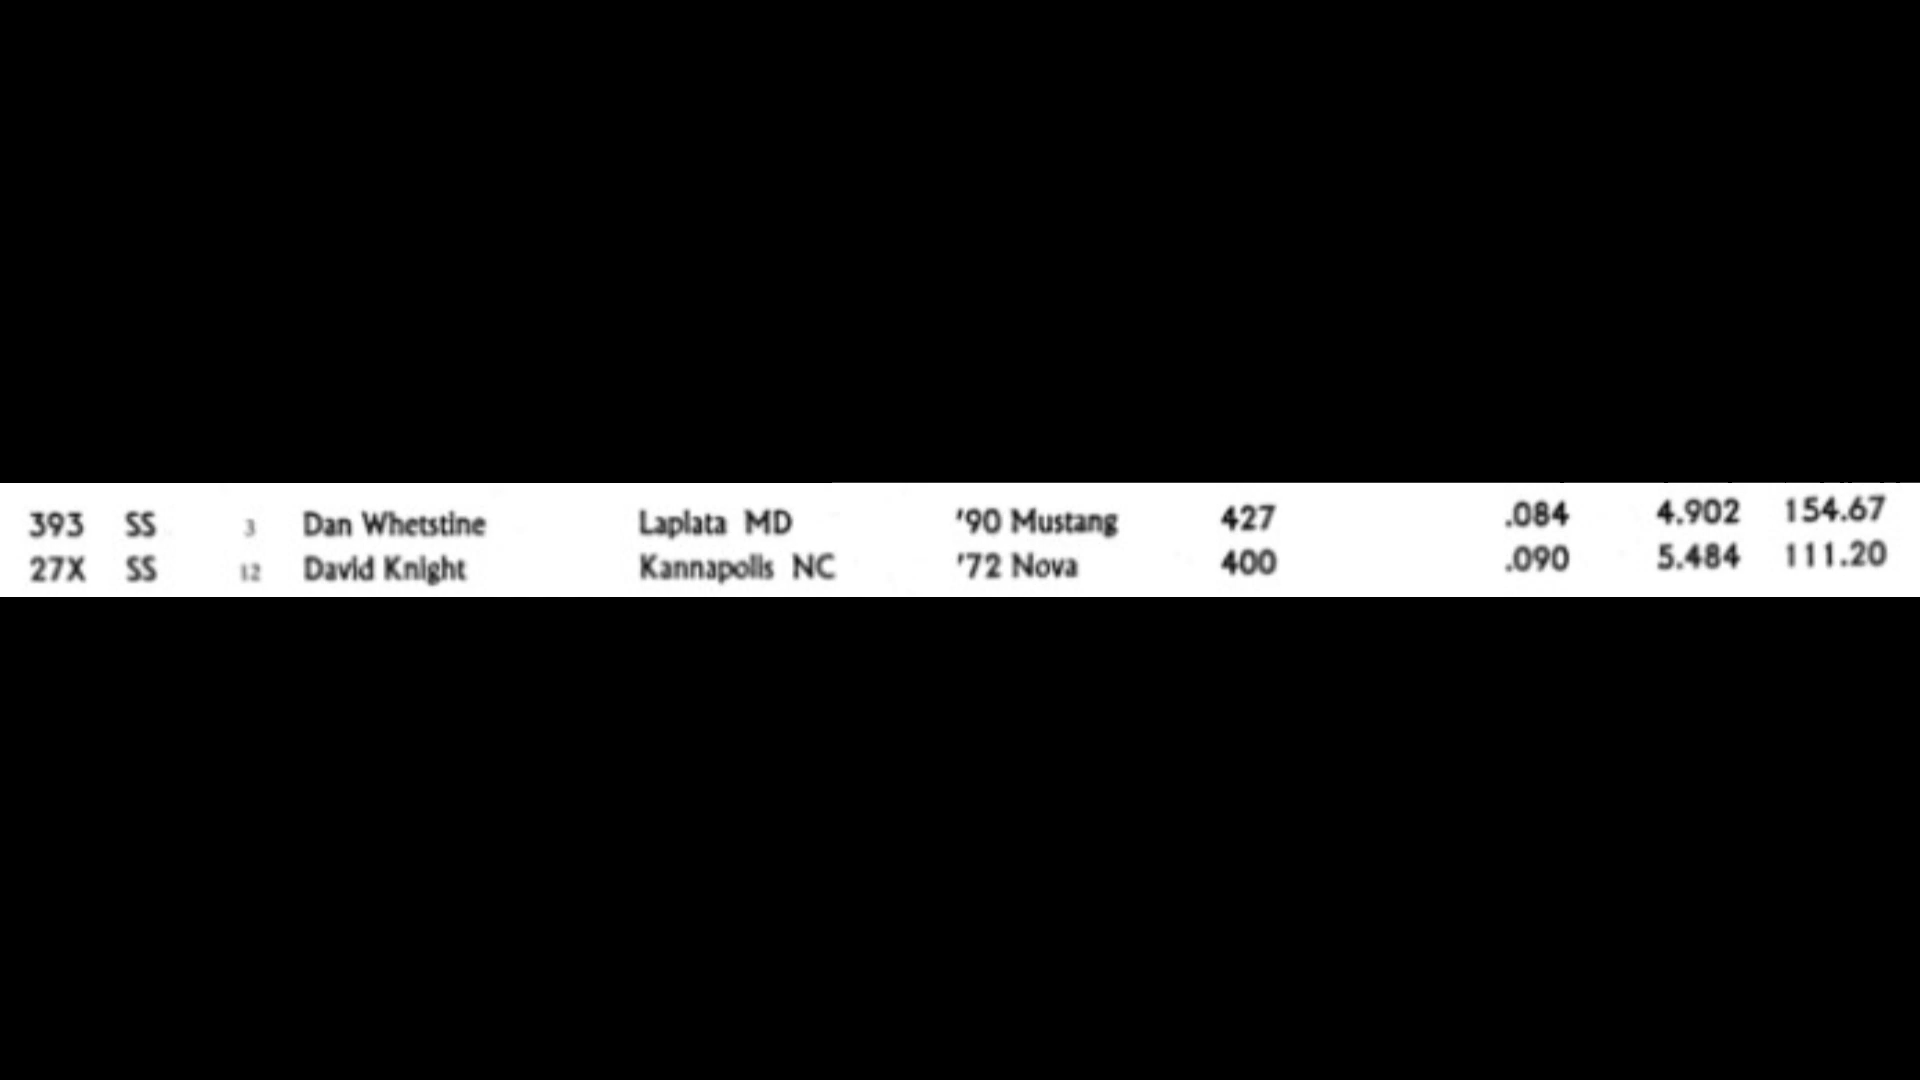 393 SS 3 Dan Whetstine Laplata MD '90 Mustang 427 .084 4.902 154.67
27X SS 12 David Knight Kannapolis NC '72 Nova 400 .090 5.484 111.20